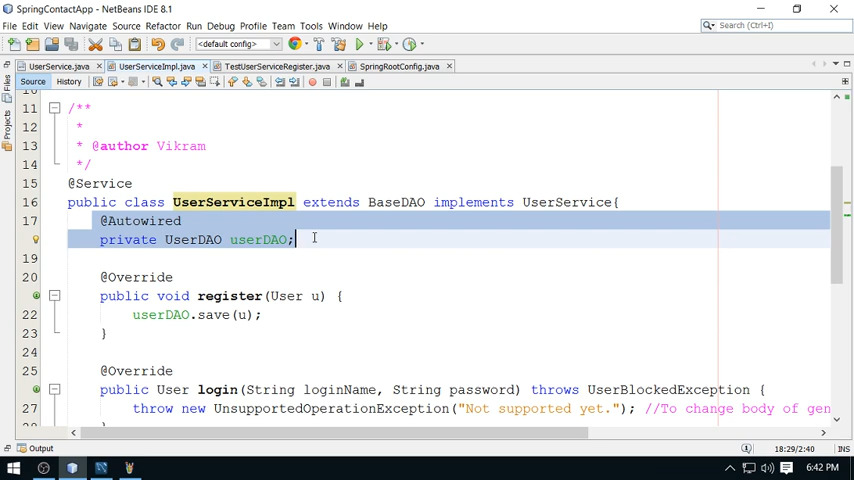 SpringContactApp - NetBeans IDE 8.1
File Edit View Navigate Source Refactor Run Debug Profile Team Tools Window Help
Search (Ctrl+I)
<default config>
UserService.java UserServiceImpl.java TestUserServiceRegister.java SpringRootConfig.java
Source History
Files
Projects
10
11 /**
12 *
13 * @author Vikram
14 */
15 @Service
16 public class UserServiceImpl extends BaseDAO implements UserService{
17 @Autowired
private UserDAO userDAO;
19
20 @Override
public void register(User u) {
22 userDAO.save(u);
23 }
24
25 @Override
public User login(String loginName, String password) throws UserBlockedException {
27 throw new UnsupportedOperationException("Not supported yet."); //To change body of gen
Output
18:29/2:40 INS
6:42 PM